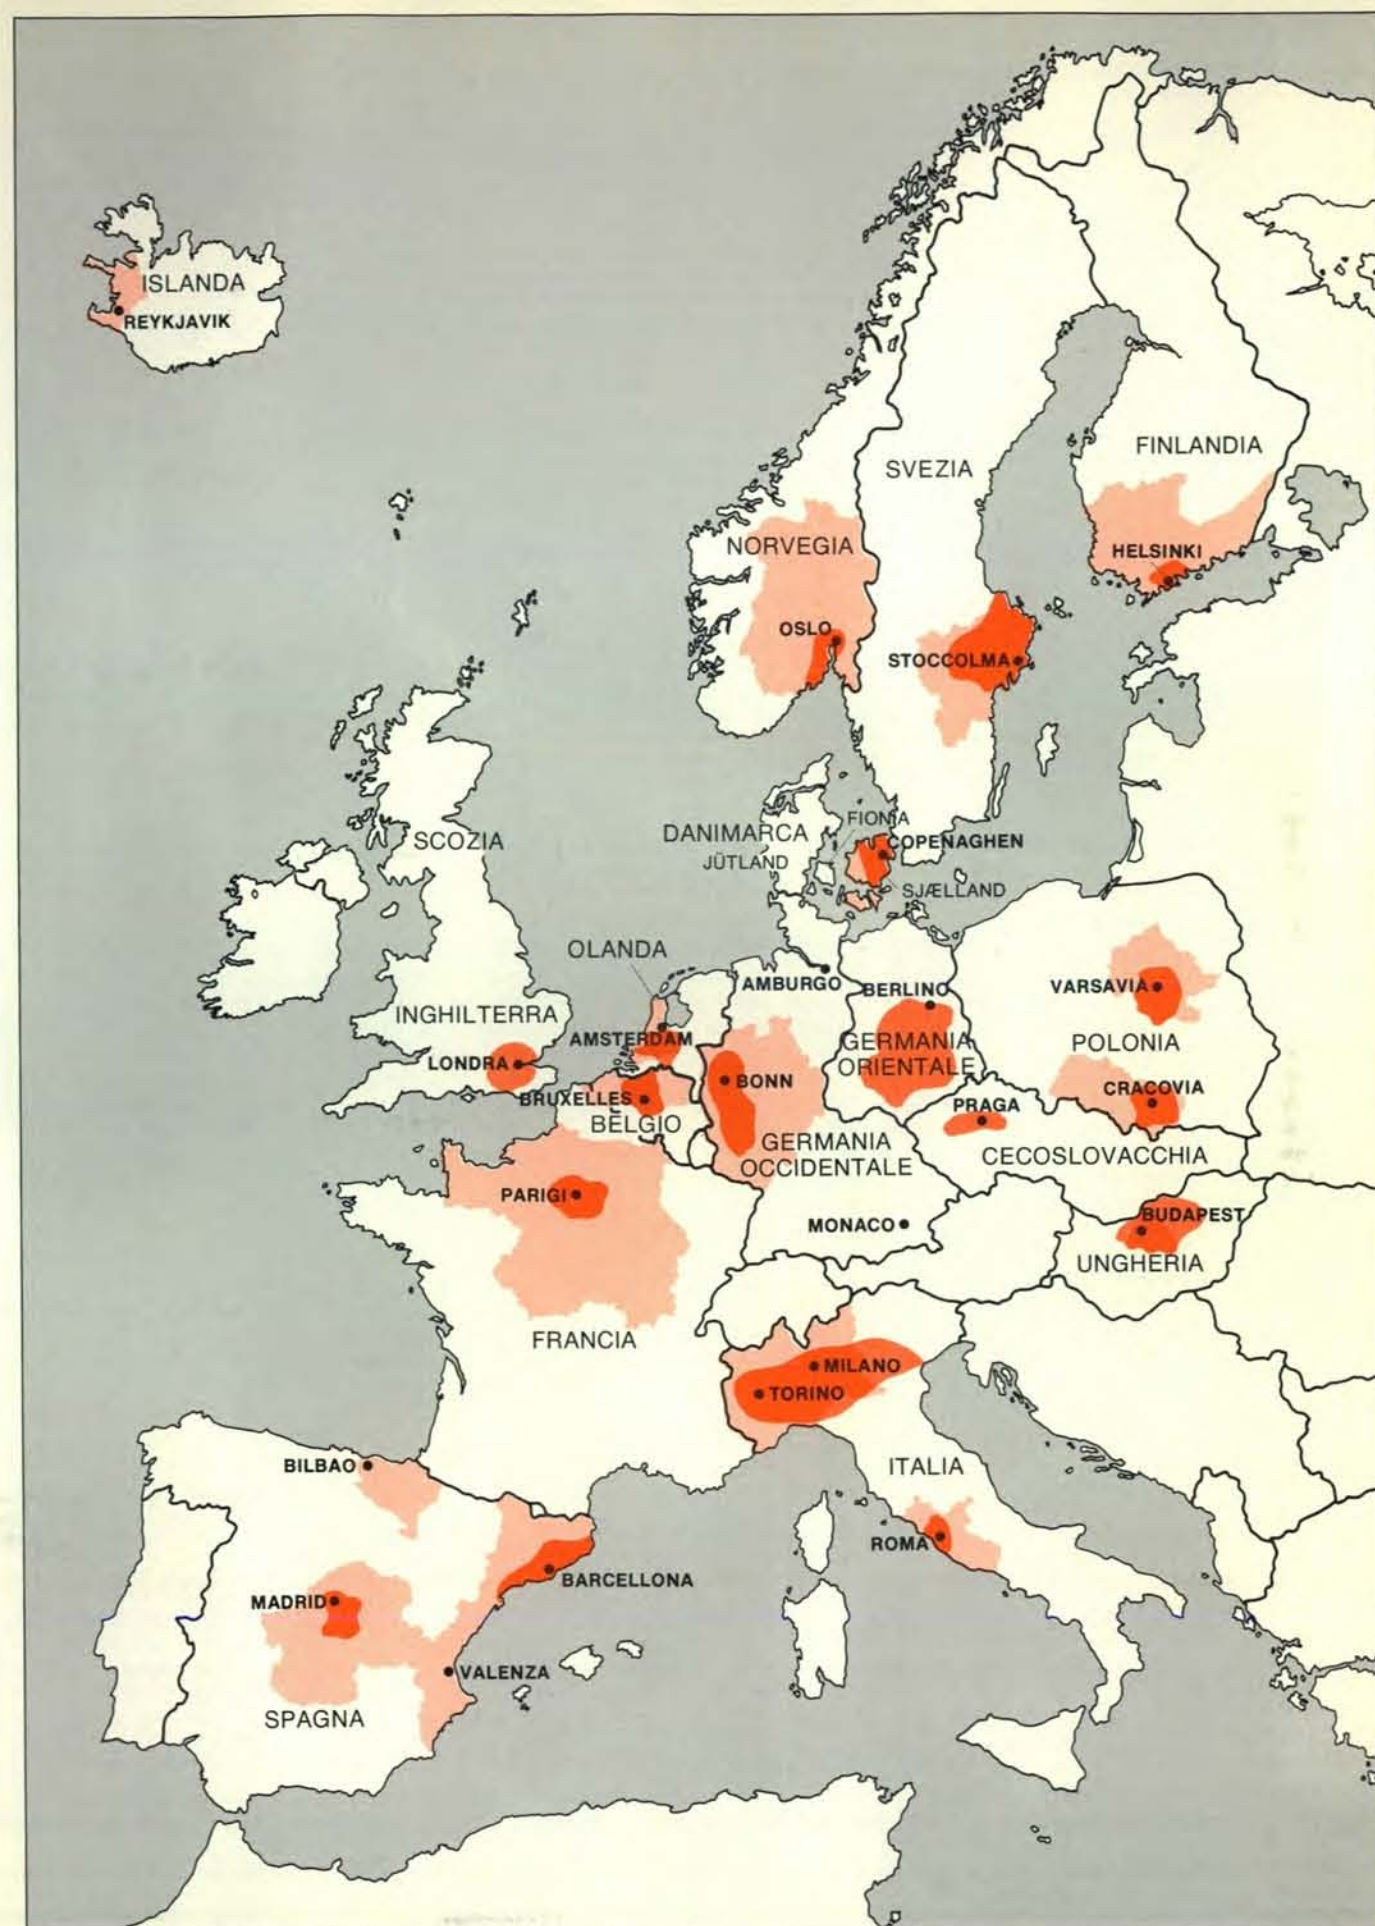 ISLANDA
REYKJAVIK
FINLANDIA
SVEZIA
NORVEGIA
HELSINKI
OSLO
STOCCOLMA
FIONIA
DANIMARCA
COPENAGHEN
SCOZIA
JÜTLAND
SJÆLLAND
OLANDA
AMBURGO
BERLINO
VARSAVIA
INGHILTERRA
AMSTERDAM
GERMANIA
ORIENTALE
POLONIA
LONDRA
BONN
CRACOVIA
BRUXELLES
PRAGA
BELGIO
GERMANIA
OCCIDENTALE
CECOSLOVACCHIA
PARIGI
MONACO
BUDAPEST
UNGHERIA
FRANCIA
MILANO
TORINO
BILBAO
ITALIA
ROMA
BARCELLONA
MADRID
VALENZA
SPAGNA